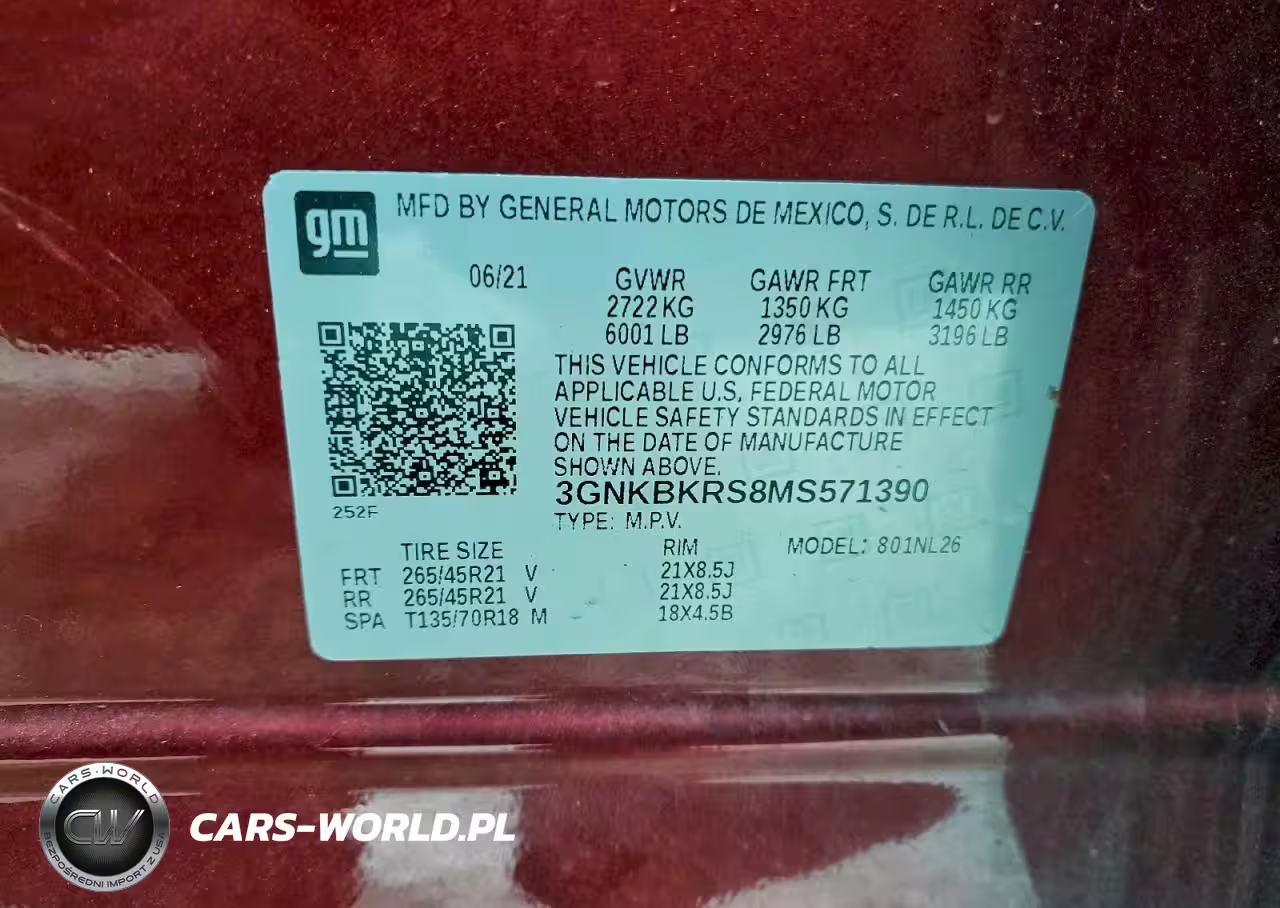 gm
MFD BY GENERAL MOTORS DE MEXICO, S. DE R.L. DE C.V.
06/21 GVWR GAWR FRT GAWR RR
2722 KG 1350 KG 1450 KG
6001 LB 2976 LB 3196 LB
THIS VEHICLE CONFORMS TO ALL
APPLICABLE U.S. FEDERAL MOTOR
VEHICLE SAFETY STANDARDS IN EFFECT
ON THE DATE OF MANUFACTURE
SHOWN ABOVE.
3GNKBKRS8MS571390
252F
TYPE: M.P.V.
TIRE SIZE RIM MODEL: 801NL26
FRT 265/45R21 V 21X8.5J
RR 265/45R21 V 21X8.5J
SPA T135/70R18 M 18X4.5B
CARS-WORLD
CW
BEZPOŚREDNI IMPORT Z USA
CARS-WORLD.PL